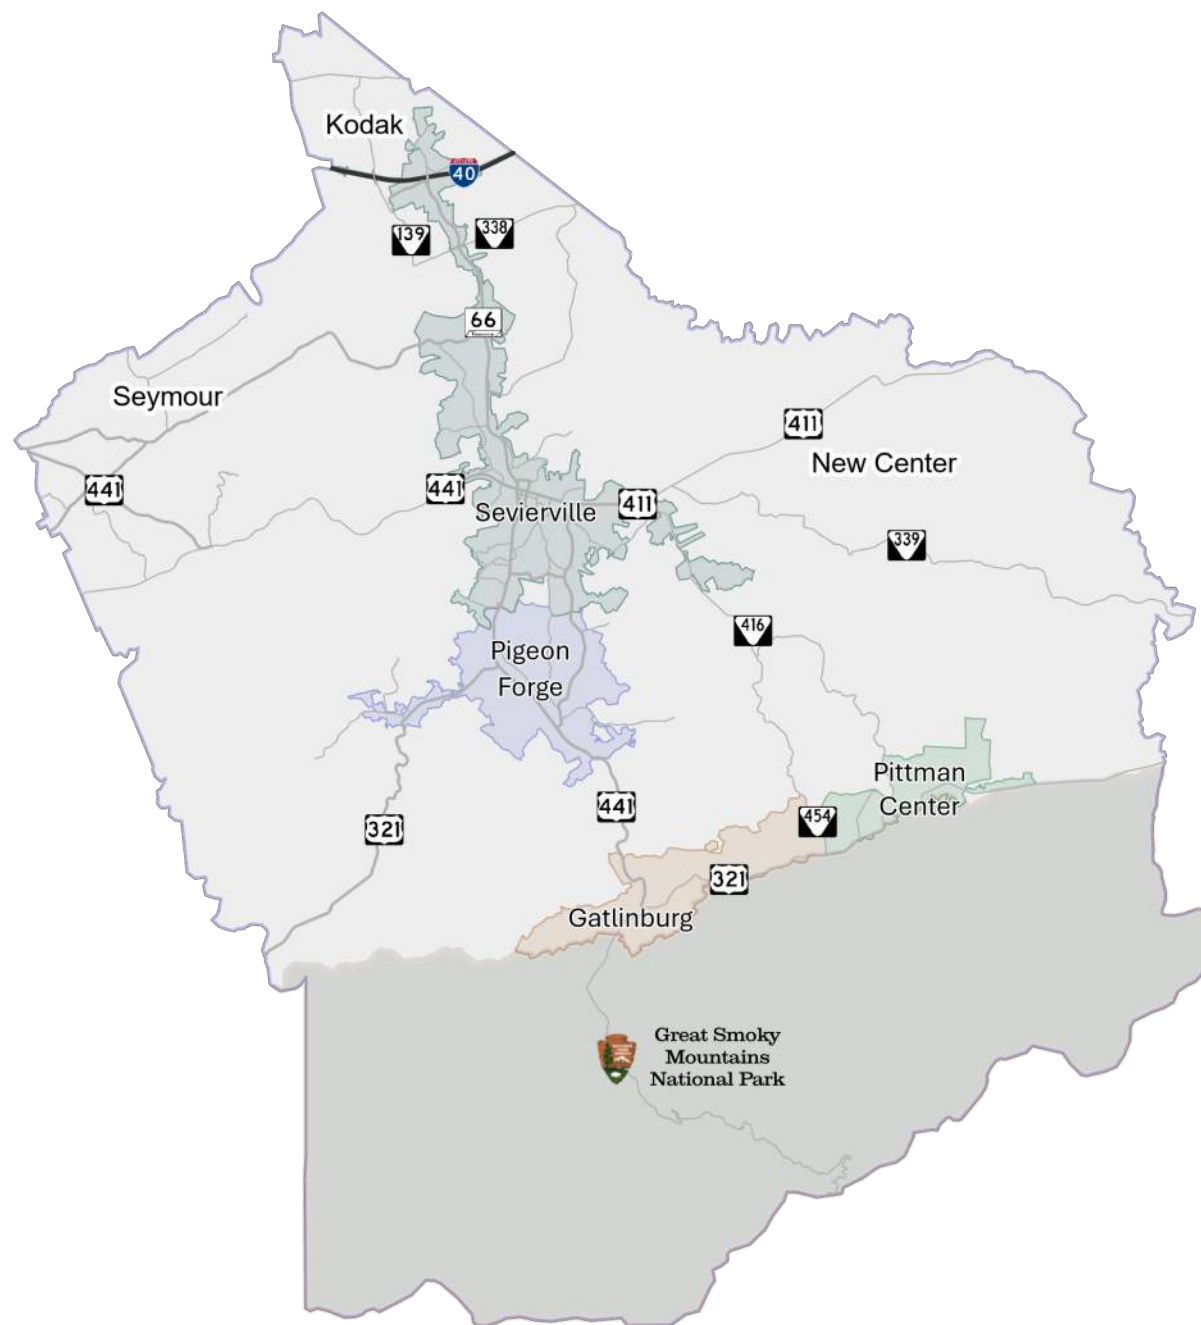 Kodak
40
139
338
66
Seymour
411
New Center
441
441
411
Sevierville
339
416
Pigeon
Forge
Pittman
Center
441
454
321
321
Gatlinburg
Great Smoky
Mountains
National Park